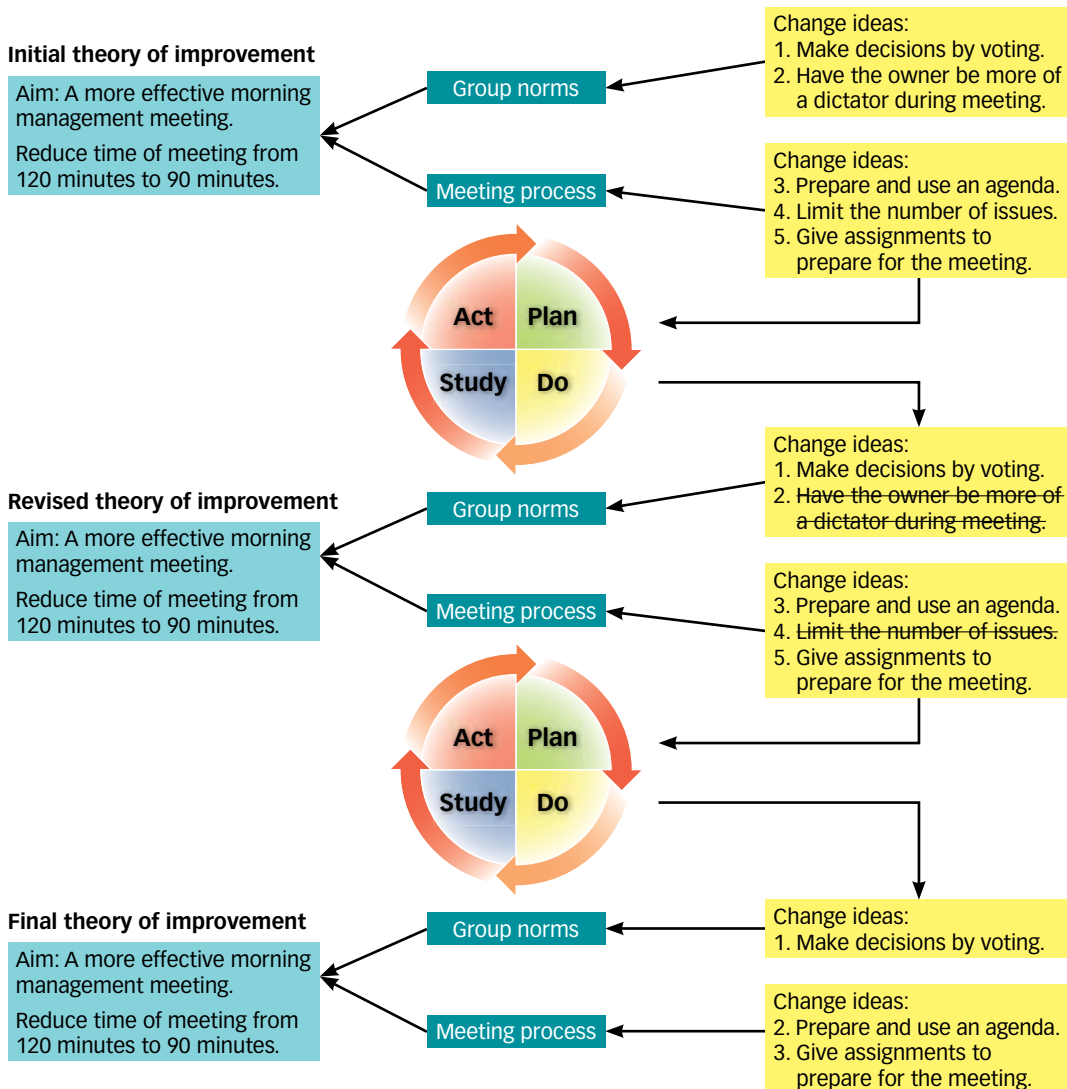 Initial theory of improvement
Aim: A more effective morning
management meeting.
Reduce time of meeting from
120 minutes to 90 minutes.
Group norms
Meeting process
Change ideas:
1. Make decisions by voting.
2. Have the owner be more of
a dictator during meeting.
Change ideas:
3. Prepare and use an agenda.
4. Limit the number of issues.
5. Give assignments to
prepare for the meeting.
Act
Plan
Study
Do
Revised theory of improvement
Aim: A more effective morning
management meeting.
Reduce time of meeting from
120 minutes to 90 minutes.
Group norms
Meeting process
Change ideas:
1. Make decisions by voting.
2. Have the owner be more of
a dictator during meeting.
Change ideas:
3. Prepare and use an agenda.
4. Limit the number of issues.
5. Give assignments to
prepare for the meeting.
Act
Plan
Study
Do
Final theory of improvement
Aim: A more effective morning
management meeting.
Reduce time of meeting from
120 minutes to 90 minutes.
Group norms
Meeting process
Change ideas:
1. Make decisions by voting.
Change ideas:
2. Prepare and use an agenda.
3. Give assignments to
prepare for the meeting.